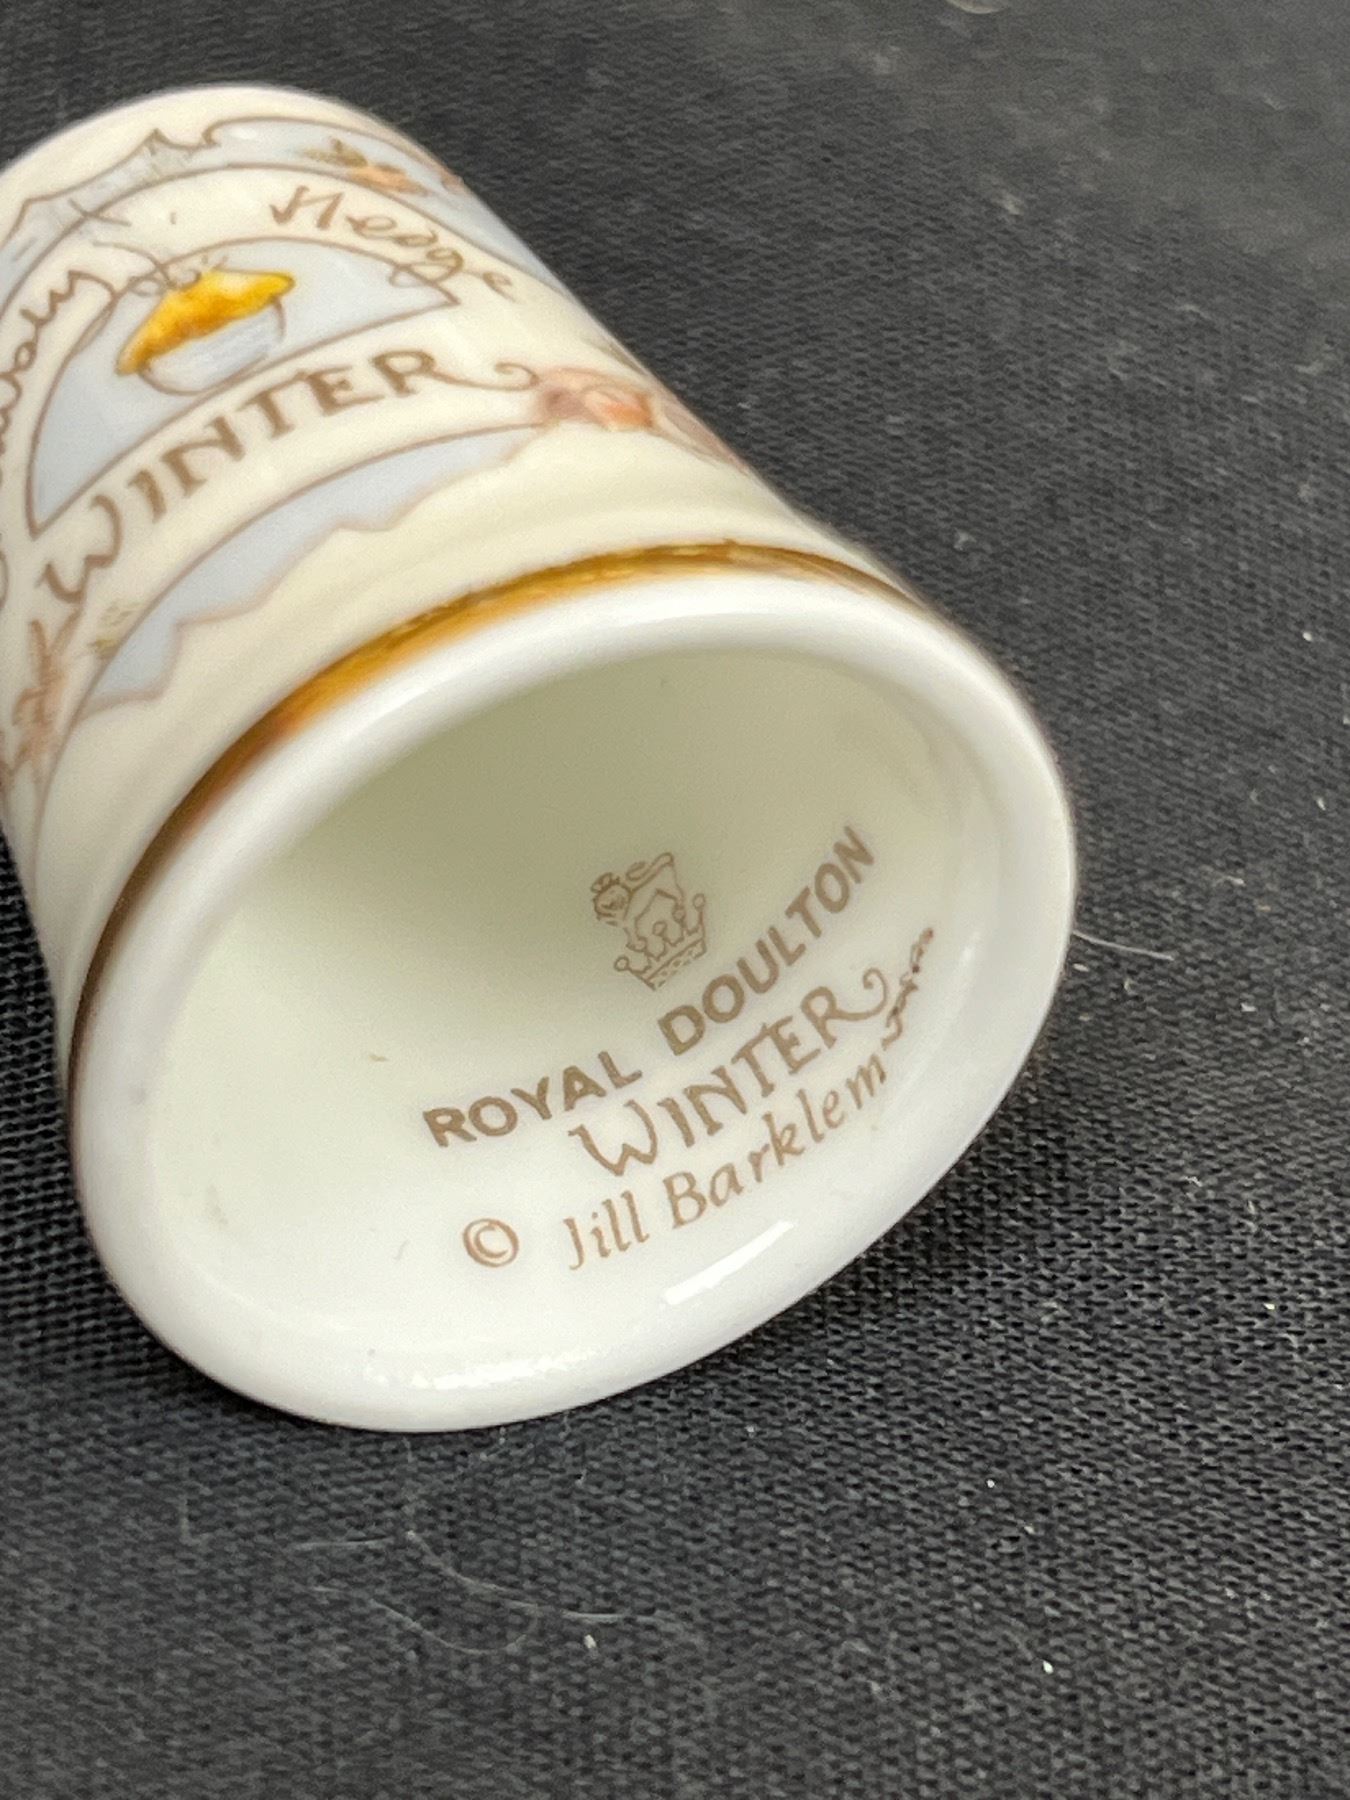 Hedge
WINTER
ROYAL DOULTON
WINTER
© Jill Barklem